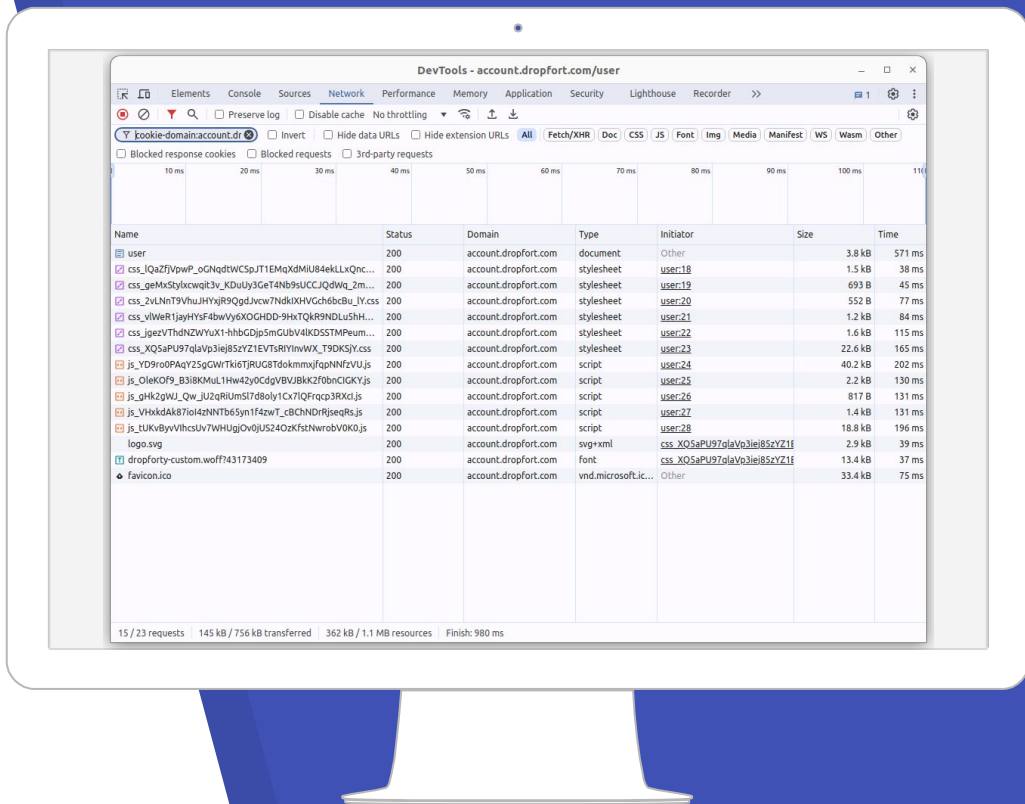 DevTools - account.dropfort.com/user
Elements Console Sources Network Performance Memory Application Security Lighthouse Recorder 1
Preserve log Disable cache No throttling
cookie-domain:account.dr Invert Hide data URLs Hide extension URLs All Fetch/XHR Doc CSS JS Font Img Media Manifest WS Wasm Other
Blocked response cookies Blocked requests 3rd-party requests
10 ms 20 ms 30 ms 40 ms 50 ms 60 ms 70 ms 80 ms 90 ms 100 ms
Name Status Domain Type Initiator Size Time
user 200 account.dropfort.com document Other 3.8 kB 571 ms
200 account.dropfort.com stylesheet user:18 1.5 kB 38 ms
200 account.dropfort.com stylesheet user:19 693 B 45 ms
200 account.dropfort.com stylesheet user:20 552 B 77 ms
200 account.dropfort.com stylesheet user:21 1.2 kB 84 ms
200 account.dropfort.com stylesheet user:22 1.6 kB 115 ms
200 account.dropfort.com stylesheet user:23 22.6 kB 165 ms
200 account.dropfort.com script user:24 40.2 kB 202 ms
200 account.dropfort.com script user:25 2.2 kB 130 ms
200 account.dropfort.com script user:26 817 B 131 ms
200 account.dropfort.com script user:27 1.4 kB 131 ms
200 account.dropfort.com script user:28 18.8 kB 196 ms
logo.svg 200 account.dropfort.com svg+xml 2.9 kB 39 ms
dropforty-custom.woff?43173409 200 account.dropfort.com font 13.4 kB 37 ms
favicon.ico 200 account.dropfort.com vnd.microsoft.ic... Other 33.4 kB 75 ms
15 / 23 requests 145 kB / 756 kB transferred 362 kB / 1.1 MB resources Finish: 980 ms